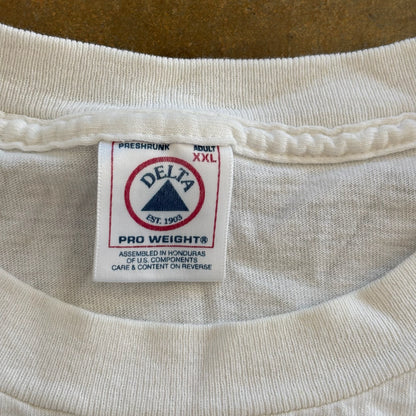 PRESHRUNK ADULT
XXL
DELTA
EST. 1903
PRO WEIGHT®
ASSEMBLED IN HONDURAS
OF U.S. COMPONENTS
CARE & CONTENT ON REVERSE